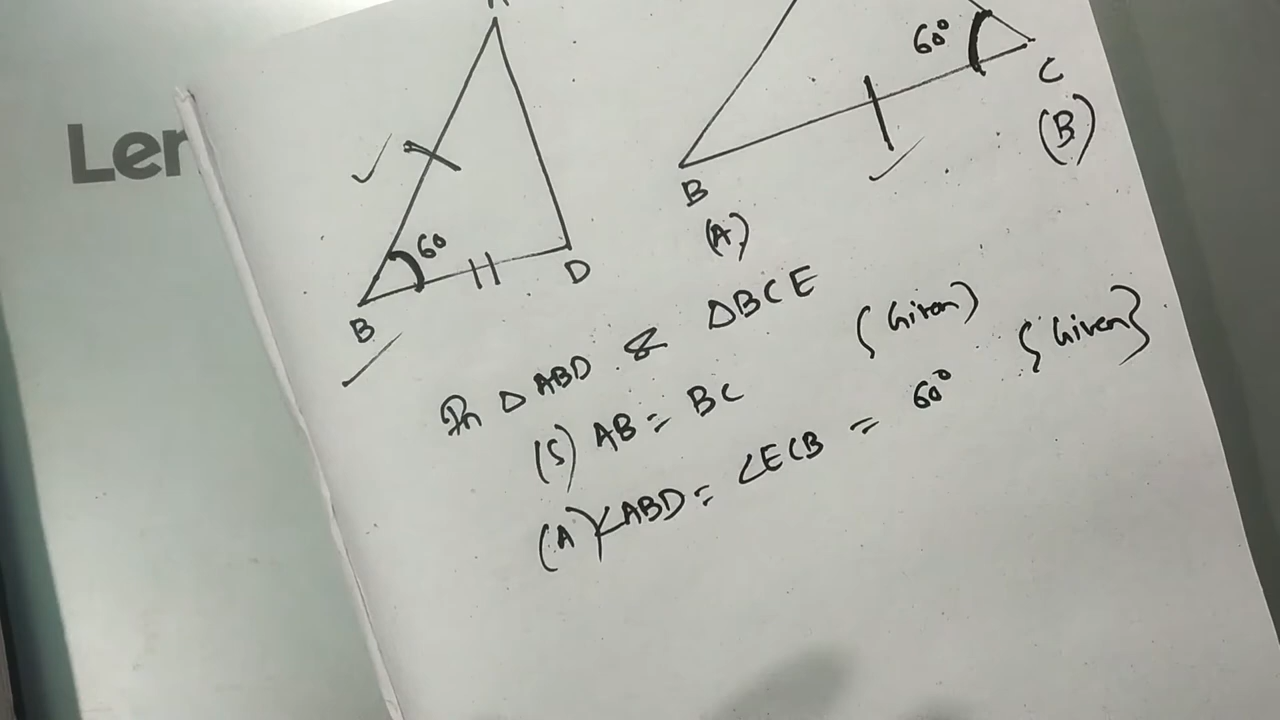 Ler
A
60°
C
(B)
B
(A)
60
D
B
In △ABD & △BCE
(S) AB = BC {Given}
(A) ∠ABD = ∠ECB = 60° {Given}